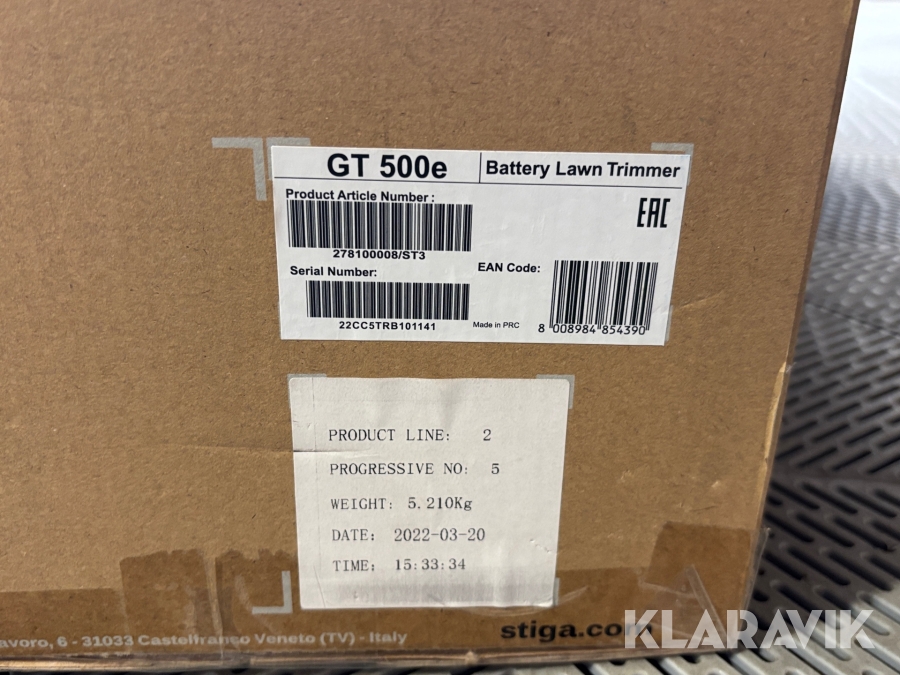 GT 500e
Battery Lawn Trimmer
Product Article Number :
278100008/ST3
EAC
Serial Number:
22CC5TRB101141
EAN Code:
Made in PRC
8 008984 854390
PRODUCT LINE: 2
PROGRESSIVE NO: 5
WEIGHT: 5.210Kg
DATE: 2022-03-20
TIME: 15:33:34
avoro, 6 - 31033 Castelfranco Veneto (TV) - Italy
stiga.com
KLARAVIK